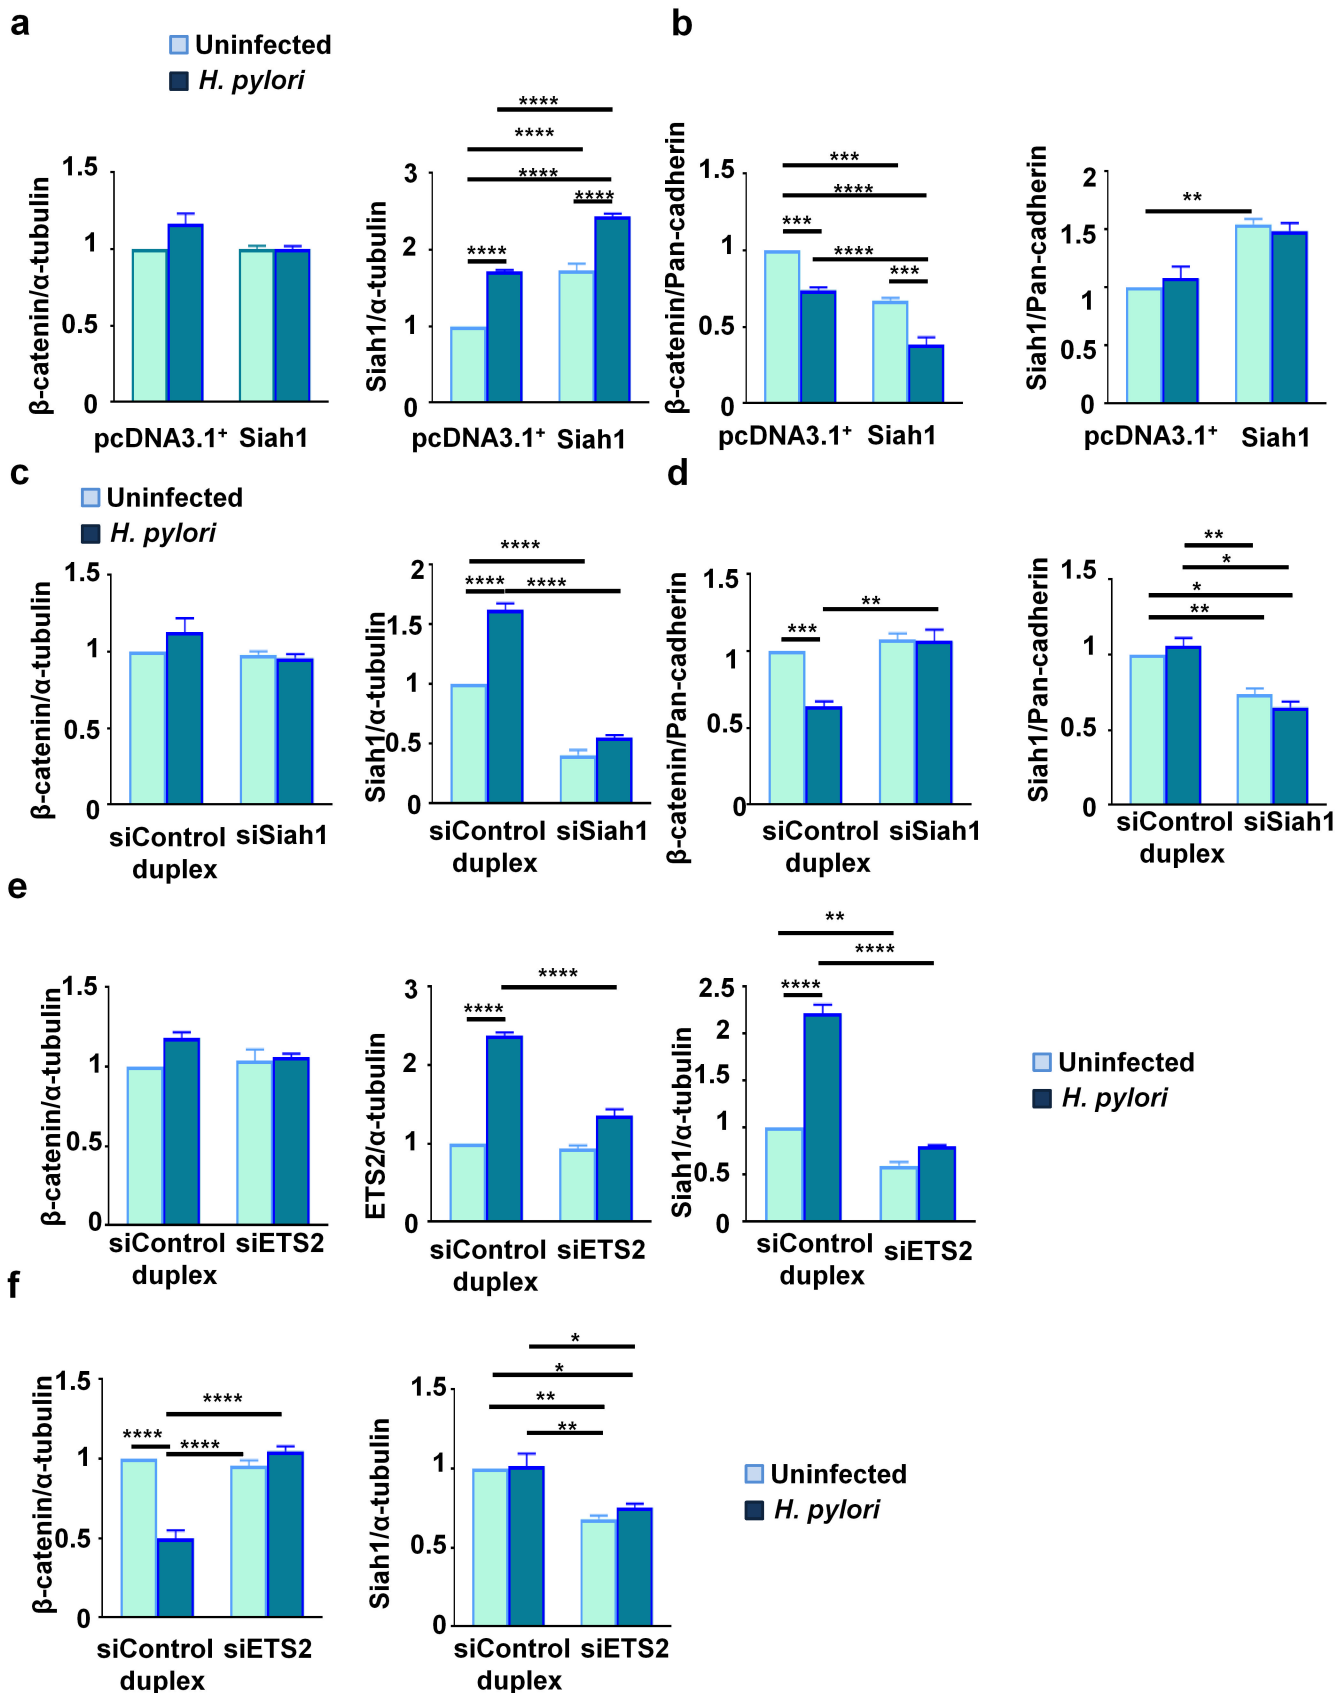 a
Uninfected
H. pylori
β-catenin/α-tubulin
1.5
1
0.5
0
pcDNA3.1+ Siah1
Siah1/α-tubulin
3
2
1
0
****
****
****
****
****
pcDNA3.1+ Siah1
b
β-catenin/Pan-cadherin
1.5
1
0.5
0
***
****
***
****
***
pcDNA3.1+ Siah1
Siah1/Pan-cadherin
2
1.5
1
0.5
0
**
pcDNA3.1+ Siah1
c
Uninfected
H. pylori
β-catenin/α-tubulin
1.5
1
0.5
0
siControl siSiah1
duplex
Siah1/α-tubulin
2
1.5
1
0.5
0
****
**** ****
siControl siSiah1
duplex
d
β-catenin/Pan-cadherin
1.5
1
0.5
0
**
***
siControl siSiah1
duplex
Siah1/Pan-cadherin
1.5
1
0.5
0
**
*
*
**
siControl siSiah1
duplex
e
β-catenin/α-tubulin
1.5
1
0.5
0
siControl siETS2
duplex
ETS2/α-tubulin
3
2
1
0
****
****
siControl siETS2
duplex
Siah1/α-tubulin
2.5
2
1.5
1
0.5
0
**
****
****
siControl siETS2
duplex
Uninfected
H. pylori
f
β-catenin/α-tubulin
1.5
1
0.5
0
****
**** ****
siControl siETS2
duplex
Siah1/α-tubulin
1.5
1
0.5
0
*
*
**
**
siControl siETS2
duplex
Uninfected
H. pylori